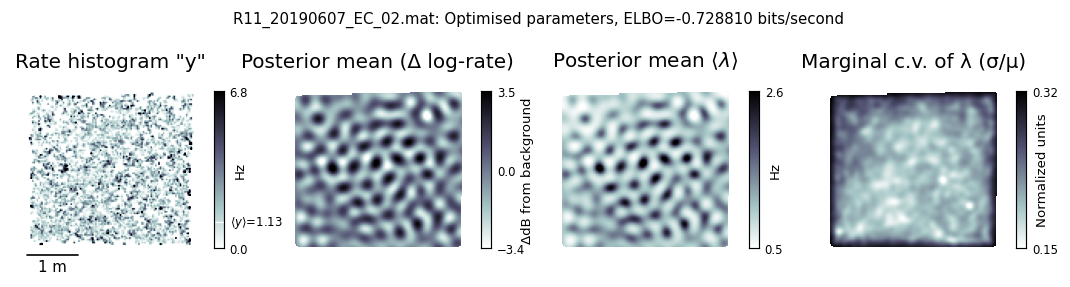 R11_20190607_EC_02.mat: Optimised parameters, ELBO=-0.728810 bits/second
Rate histogram "y"
Posterior mean (Δ log-rate)
Posterior mean ⟨λ⟩
Marginal c.v. of λ (σ/μ)
6.8
Hz
⟨y⟩=1.13
0.0
1 m
3.5
0.0
−3.4
ΔdB from background
2.6
Hz
0.5
0.32
Normalized units
0.15